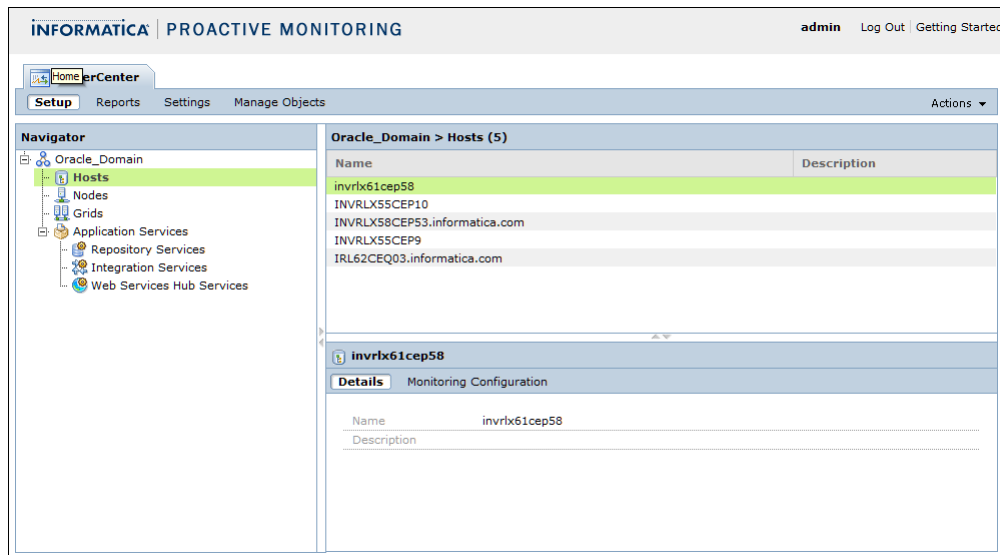 INFORMATICA | PROACTIVE MONITORING
admin Log Out | Getting Started
Home erCenter
Setup Reports Settings Manage Objects Actions
Navigator
Oracle_Domain
Hosts
Nodes
Grids
Application Services
Repository Services
Integration Services
Web Services Hub Services
Oracle_Domain > Hosts (5)
Name Description
invrlx61cep58
INVRLX55CEP10
INVRLX58CEP53.informatica.com
INVRLX55CEP9
IRL62CEQ03.informatica.com
invrlx61cep58
Details Monitoring Configuration
Name invrlx61cep58
Description